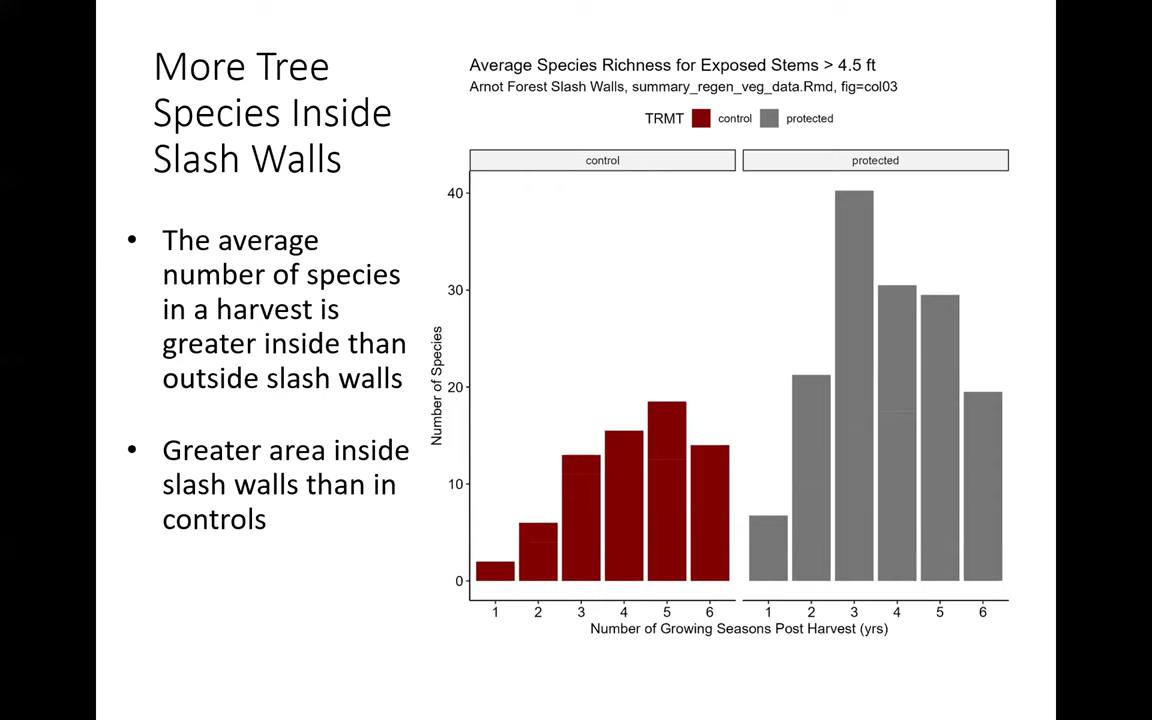 More Tree
Species Inside
Slash Walls
• The average
number of species
in a harvest is
greater inside than
outside slash walls
• Greater area inside
slash walls than in
controls
Average Species Richness for Exposed Stems > 4.5 ft
Arnot Forest Slash Walls, summary_regen_veg_data.Rmd, fig=col03
TRMT control protected
control protected
Number of Species
40
30
20
10
0
1 2 3 4 5 6 1 2 3 4 5 6
Number of Growing Seasons Post Harvest (yrs)